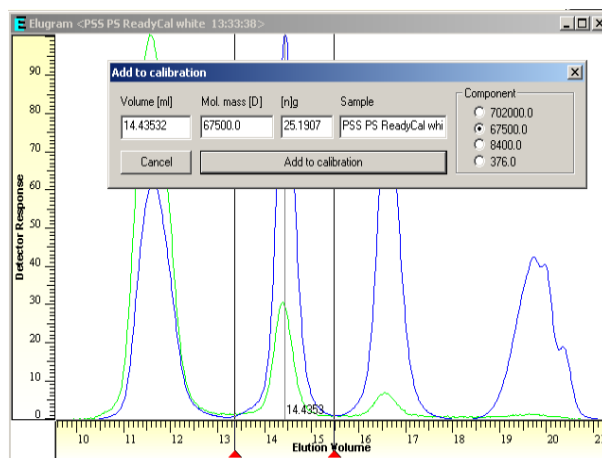 Elugram <PSS PS ReadyCal white 13:33:38>
Add to calibration
Volume [ml] Mol. mass [D] [n]g Sample Component
14.43532 67500.0 25.1907 PSS PS ReadyCal whi
702000.0
67500.0
8400.0
376.0
Cancel Add to calibration
Detector Response
90
60
50
40
30
20
10
0
14.4353
10 11 12 13 14 15 16 17 18 19 20 21
Elution Volume